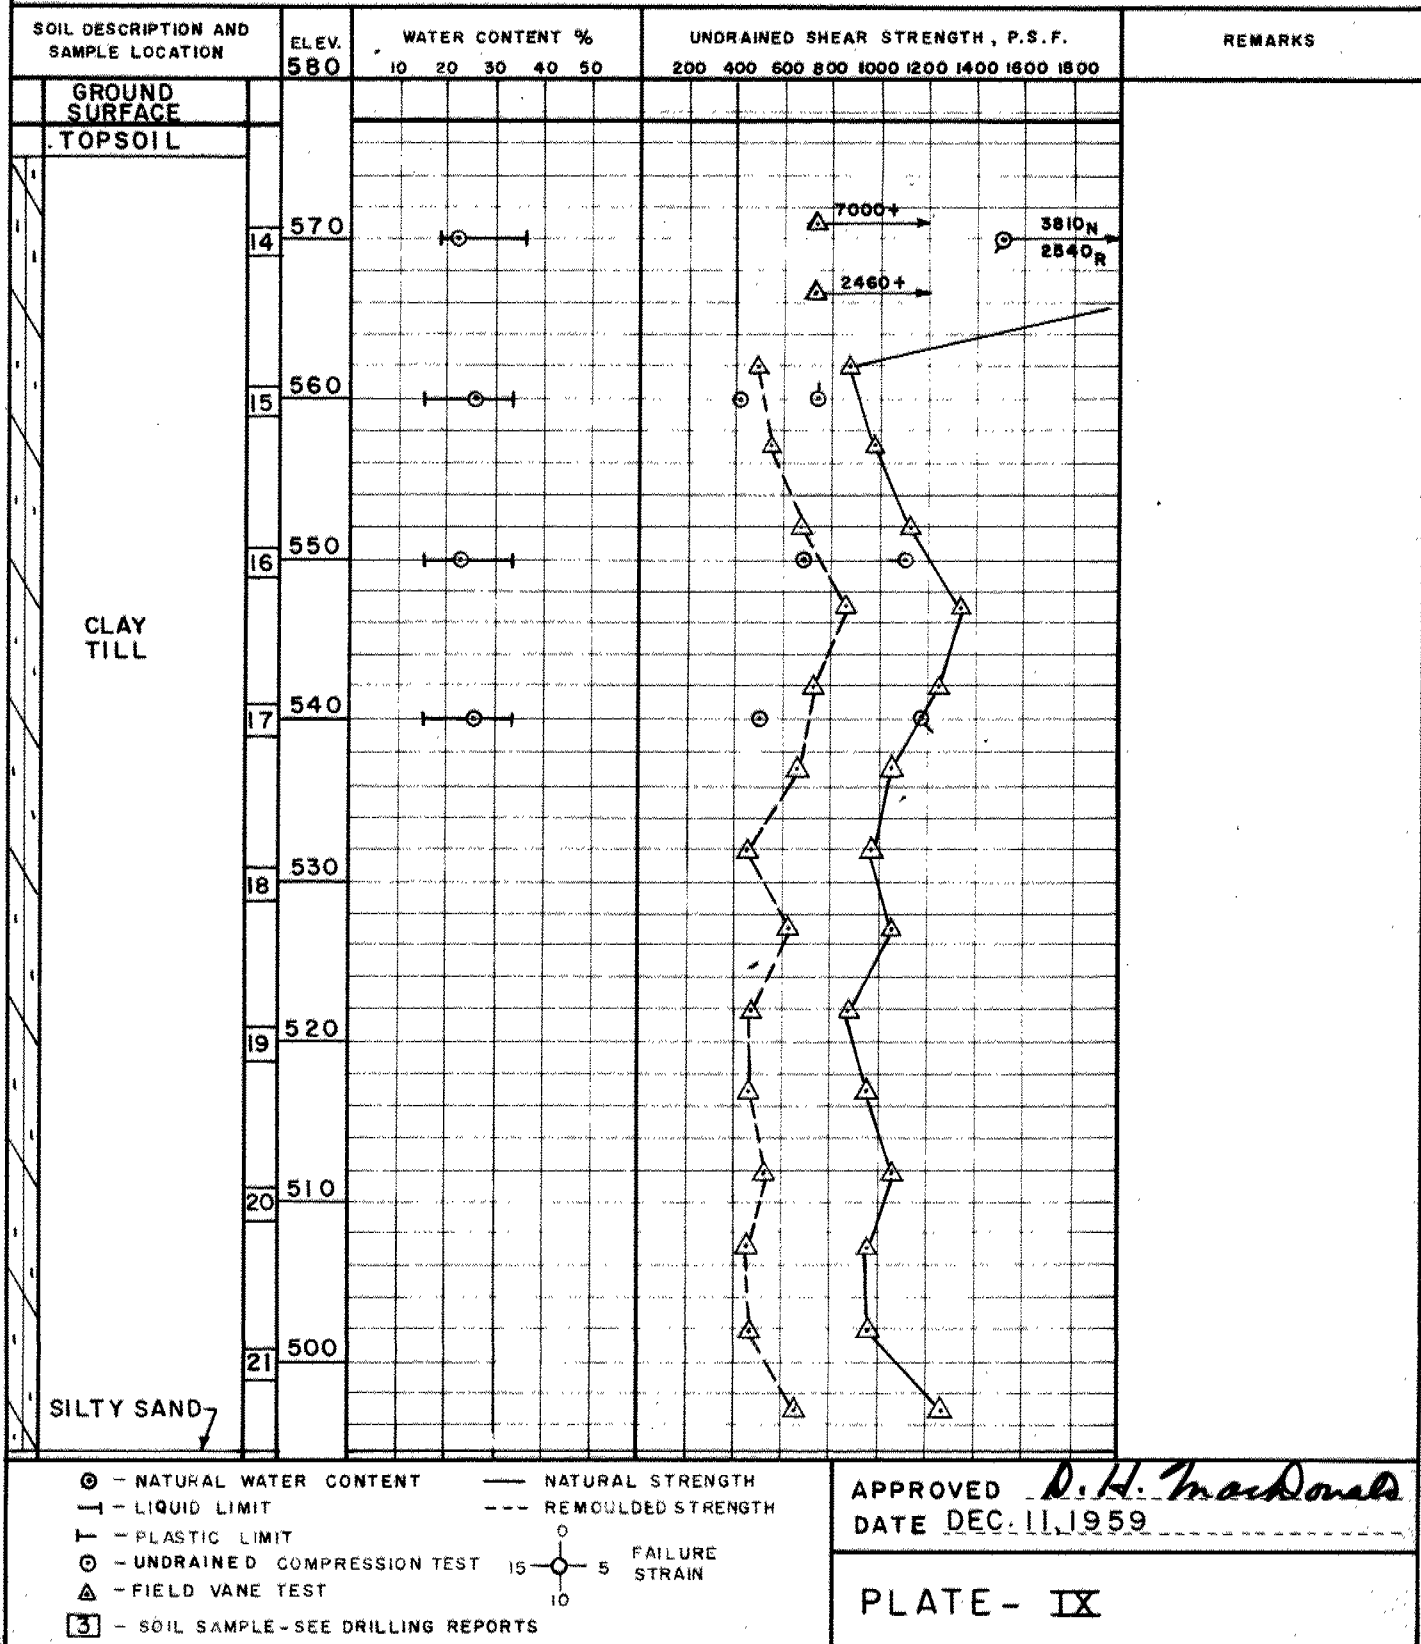 SOIL DESCRIPTION AND
SAMPLE LOCATION
ELEV.
580
WATER CONTENT %
10 20 30 40 50
UNDRAINED SHEAR STRENGTH, P.S.F.
200 400 600 800 1000 1200 1400 1600 1800
REMARKS
GROUND
SURFACE
TOPSOIL
7000+
14
570
3810N
2540R
2460+
15
560
16
550
CLAY
TILL
17
540
18
530
19
520
20
510
21
500
SILTY SAND
- NATURAL WATER CONTENT
- LIQUID LIMIT
- PLASTIC LIMIT
- UNDRAINED COMPRESSION TEST
- FIELD VANE TEST
3 - SOIL SAMPLE - SEE DRILLING REPORTS
NATURAL STRENGTH
REMOULDED STRENGTH
0
15 5
10
FAILURE
STRAIN
APPROVED D. H. MacDonald
DATE DEC. 11, 1959
PLATE - IX